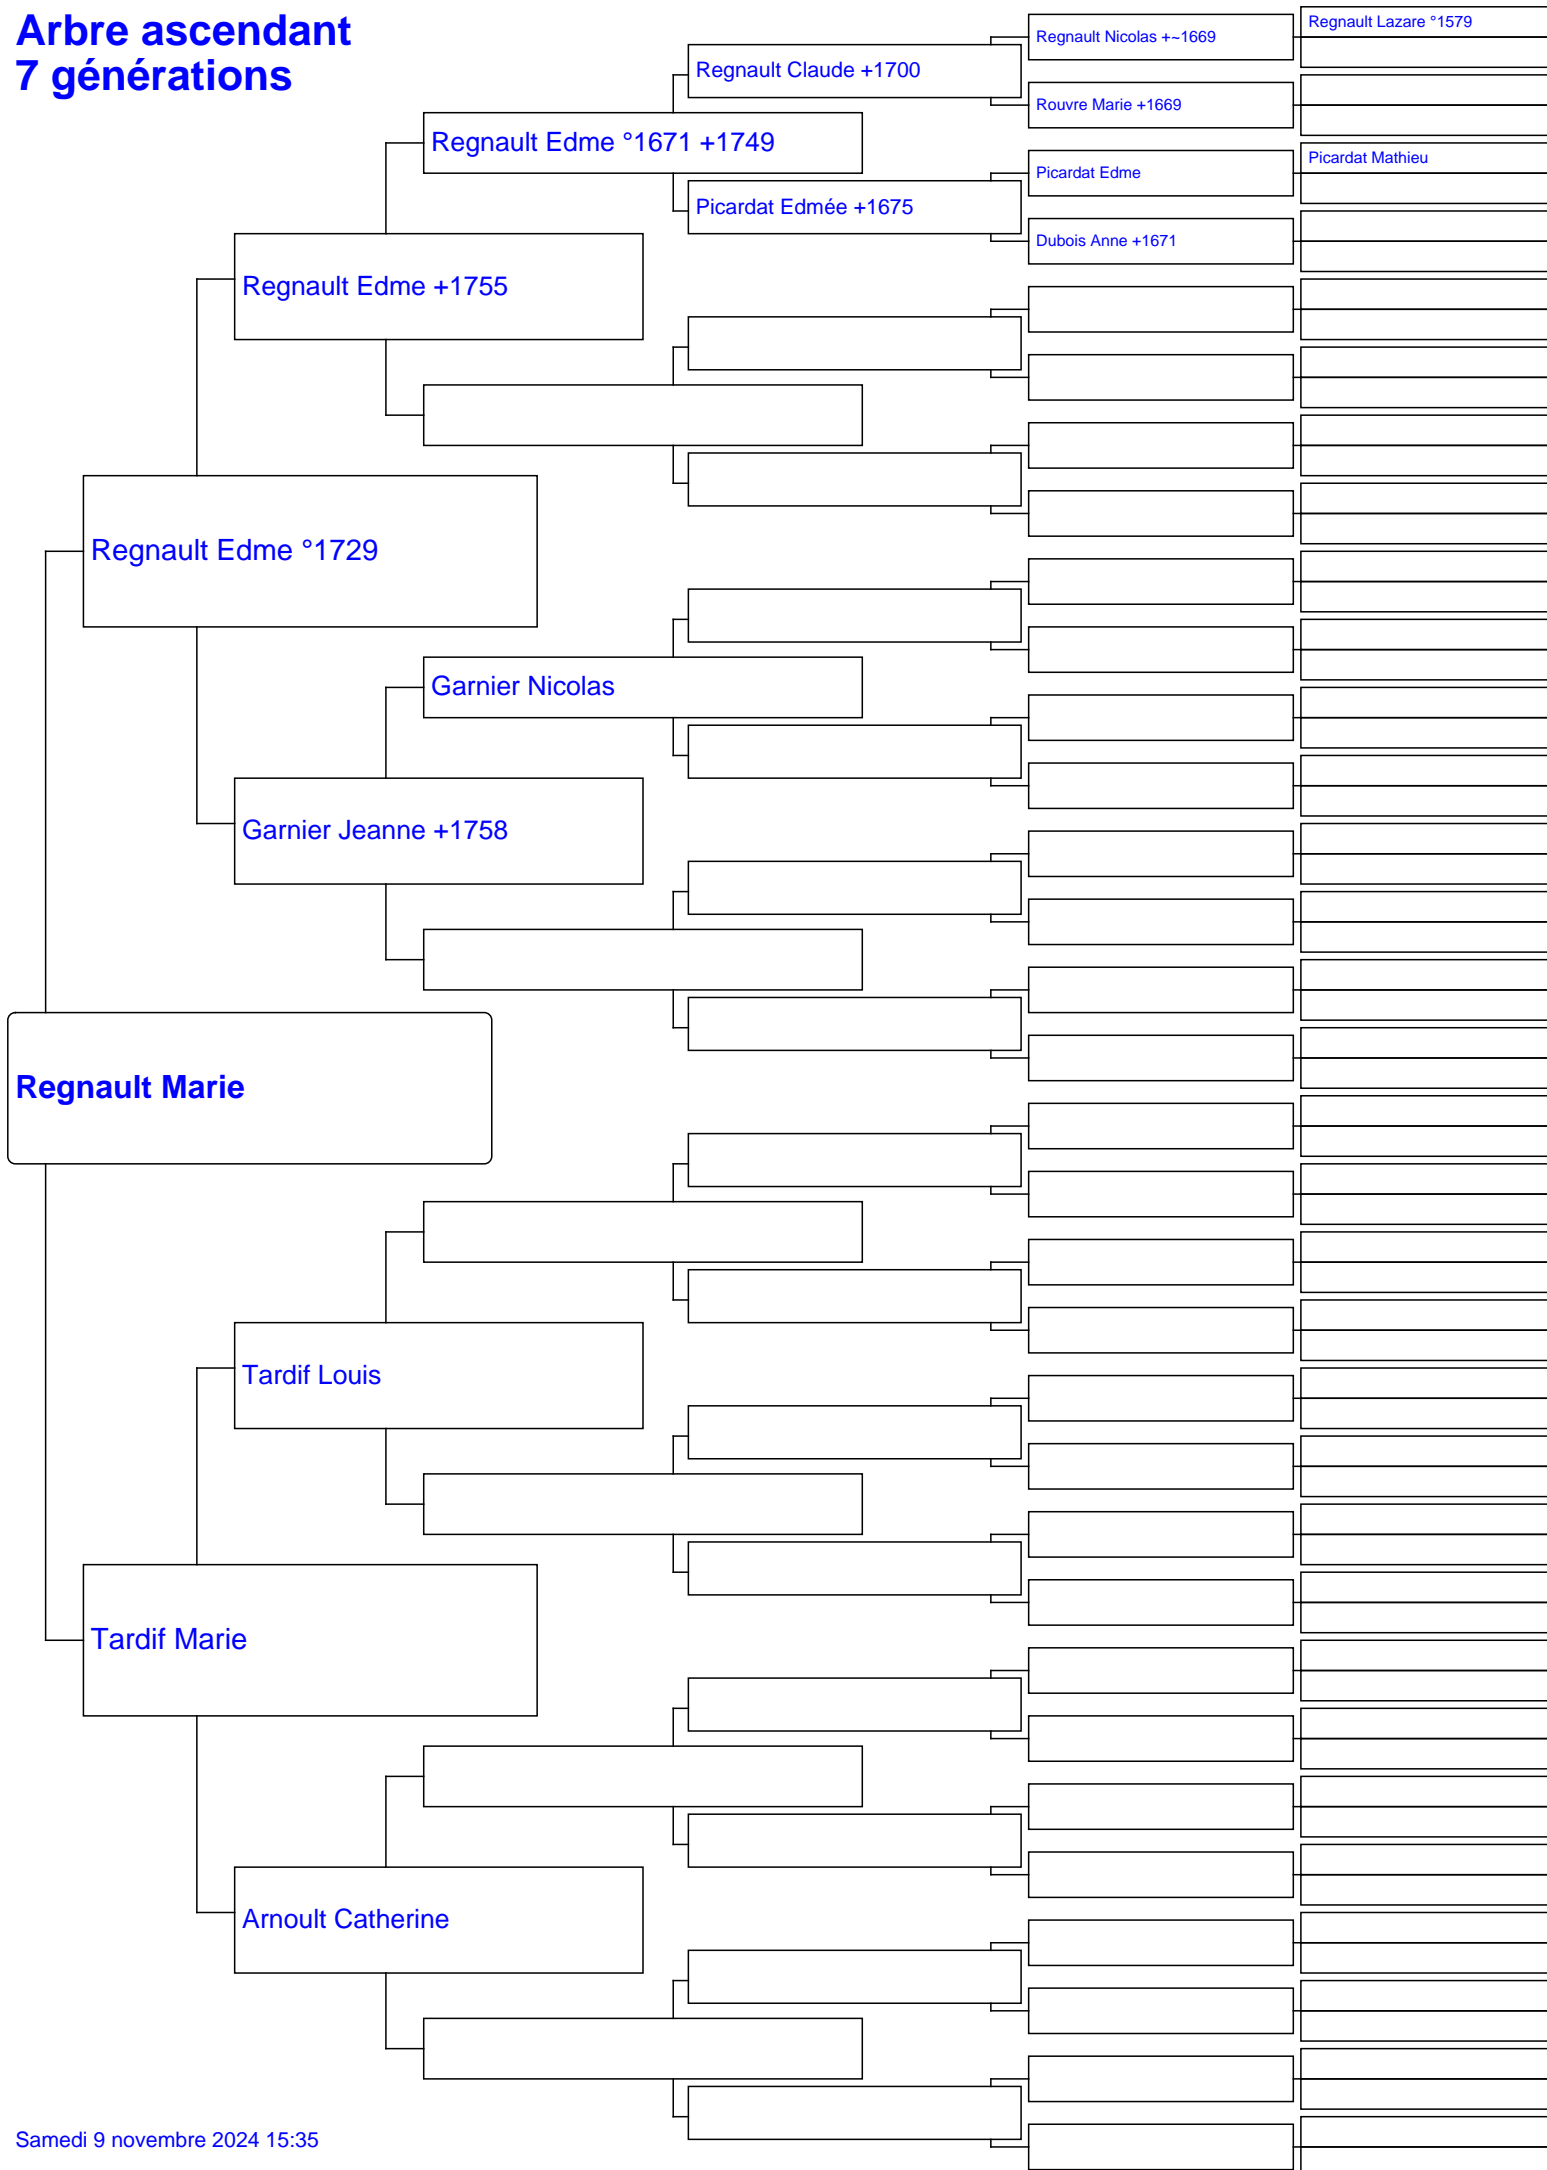 Arbre ascendant
7 générations
Regnault Lazare °1579
Regnault Nicolas +~1669
Regnault Claude +1700
Rouvre Marie +1669
Regnault Edme °1671 +1749
Picardat Mathieu
Picardat Edme
Picardat Edmée +1675
Dubois Anne +1671
Regnault Edme +1755
Regnault Edme °1729
Garnier Nicolas
Garnier Jeanne +1758
Regnault Marie
Tardif Louis
Tardif Marie
Arnoult Catherine
Samedi 9 novembre 2024 15:35